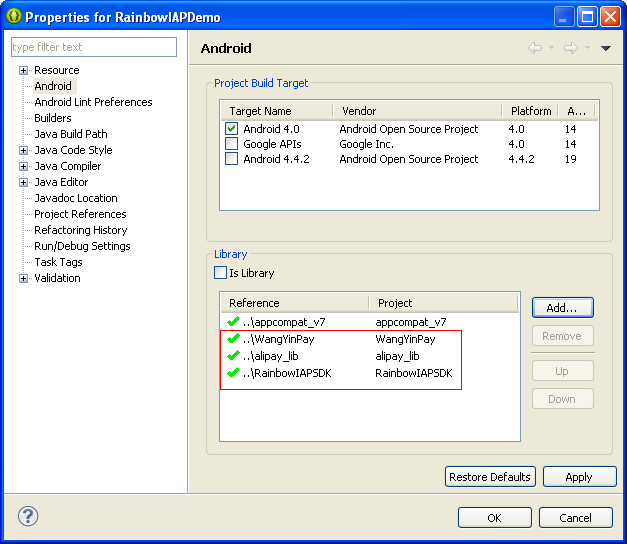 Properties for RainbowIAPDemo
type filter text
Resource
Android
Android Lint Preferences
Builders
Java Build Path
Java Code Style
Java Compiler
Java Editor
Javadoc Location
Project References
Refactoring History
Run/Debug Settings
Task Tags
Validation
Android
Project Build Target
Target Name Vendor Platform A...
Android 4.0 Android Open Source Project 4.0 14
Google APIs Google Inc. 4.0 14
Android 4.4.2 Android Open Source Project 4.4.2 19
Library
Is Library
Reference Project
..\appcompat_v7 appcompat_v7
..\WangYinPay WangYinPay
..\alipay_lib alipay_lib
..\RainbowIAPSDK RainbowIAPSDK
Add...
Remove
Up
Down
Restore Defaults Apply
? OK Cancel